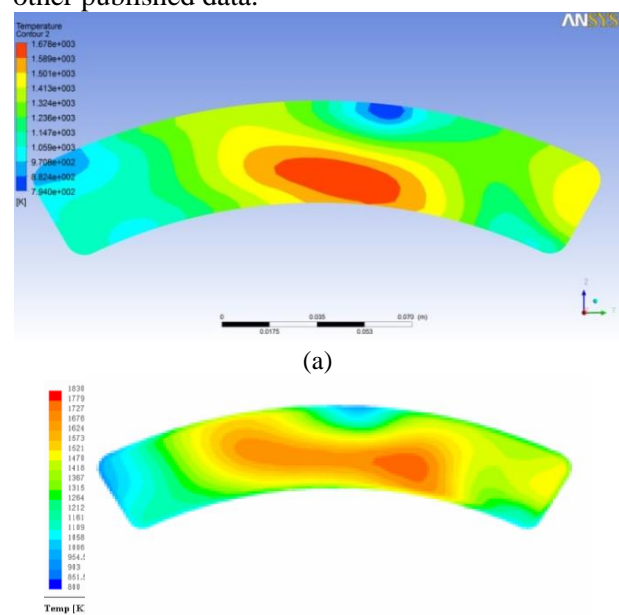 other published data.
ANSYS
Temperature
Contour 2
1.678e+003
1.589e+003
1.501e+003
1.413e+003
1.324e+003
1.236e+003
1.147e+003
1.059e+003
9.708e+002
8.824e+002
7.940e+002
[K]
0 0.035 0.070 (m)
0.0175 0.053
Z
Y
(a)
1830
1779
1727
1676
1624
1573
1521
1470
1418
1367
1315
1264
1212
1161
1109
1058
1006
954.5
903
851.5
800
Temp [K